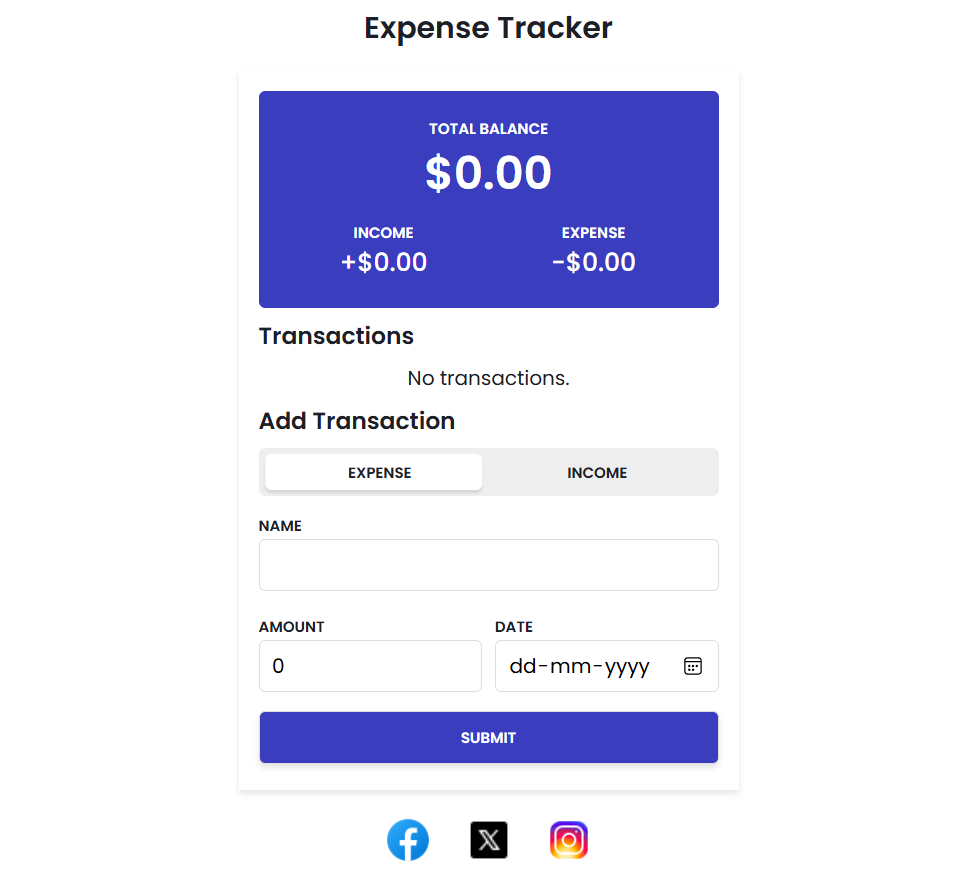 Expense Tracker
TOTAL BALANCE
$0.00
INCOME EXPENSE
+$0.00 -$0.00
Transactions
No transactions.
Add Transaction
EXPENSE INCOME
NAME
AMOUNT DATE
0 dd-mm-yyyy
SUBMIT